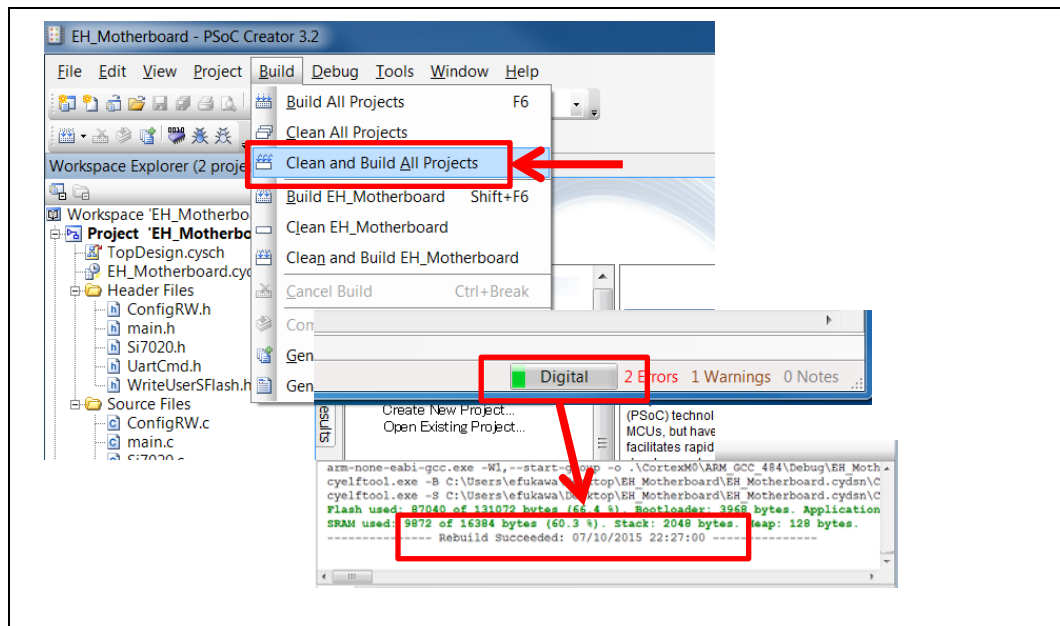 EH_Motherboard - PSoC Creator 3.2
File Edit View Project Build Debug Tools Window Help
Build All Projects F6
Clean All Projects
Clean and Build All Projects
Workspace Explorer (2 proje
Build EH_Motherboard Shift+F6
Workspace 'EH_Motherbo
Clean EH_Motherboard
Project 'EH_Motherbo
TopDesign.cysch
Clean and Build EH_Motherboard
EH_Motherboard.cyd
Header Files
Cancel Build Ctrl+Break
ConfigRW.h
main.h
Com
Si7020.h
Gen
UartCmd.h
WriteUserSFlash.h
Gen
Digital 2 Errors 1 Warnings 0 Notes
Source Files
ConfigRW.c
main.c
Si7020.c
esults
Create New Project...
Open Existing Project...
(PSoC) technol
MCUs, but have
facilitates rapid
arm-none-eabi-gcc.exe -Wl,--start-group -o .\CortexM0\ARM_GCC_484\Debug\EH_Moth
cyelftool.exe -B C:\Users\efukawa\Desktop\EH_Motherboard\EH_Motherboard.cydsn\C
cyelftool.exe -S C:\Users\efukawa\Desktop\EH_Motherboard\EH_Motherboard.cydsn\C
Flash used: 87040 of 131072 bytes (66.4 %). Bootloader: 3968 bytes. Application
SRAM used: 9872 of 16384 bytes (60.3 %). Stack: 2048 bytes. Heap: 128 bytes.
--------------- Rebuild Succeeded: 07/10/2015 22:27:00 ---------------